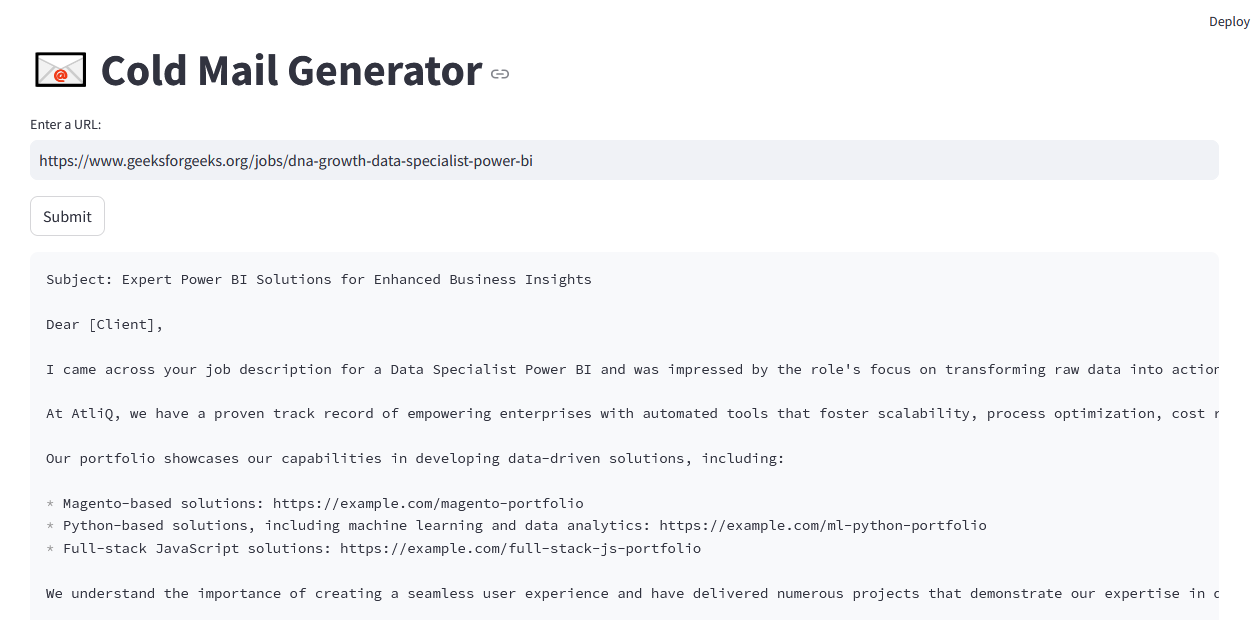 Deploy
Cold Mail Generator
Enter a URL:
https://www.geeksforgeeks.org/jobs/dna-growth-data-specialist-power-bi
Submit
Subject: Expert Power BI Solutions for Enhanced Business Insights
Dear [Client],
I came across your job description for a Data Specialist Power BI and was impressed by the role's focus on transforming raw data into action
At AtliQ, we have a proven track record of empowering enterprises with automated tools that foster scalability, process optimization, cost r
Our portfolio showcases our capabilities in developing data-driven solutions, including:
* Magento-based solutions: https://example.com/magento-portfolio
* Python-based solutions, including machine learning and data analytics: https://example.com/ml-python-portfolio
* Full-stack JavaScript solutions: https://example.com/full-stack-js-portfolio
We understand the importance of creating a seamless user experience and have delivered numerous projects that demonstrate our expertise in